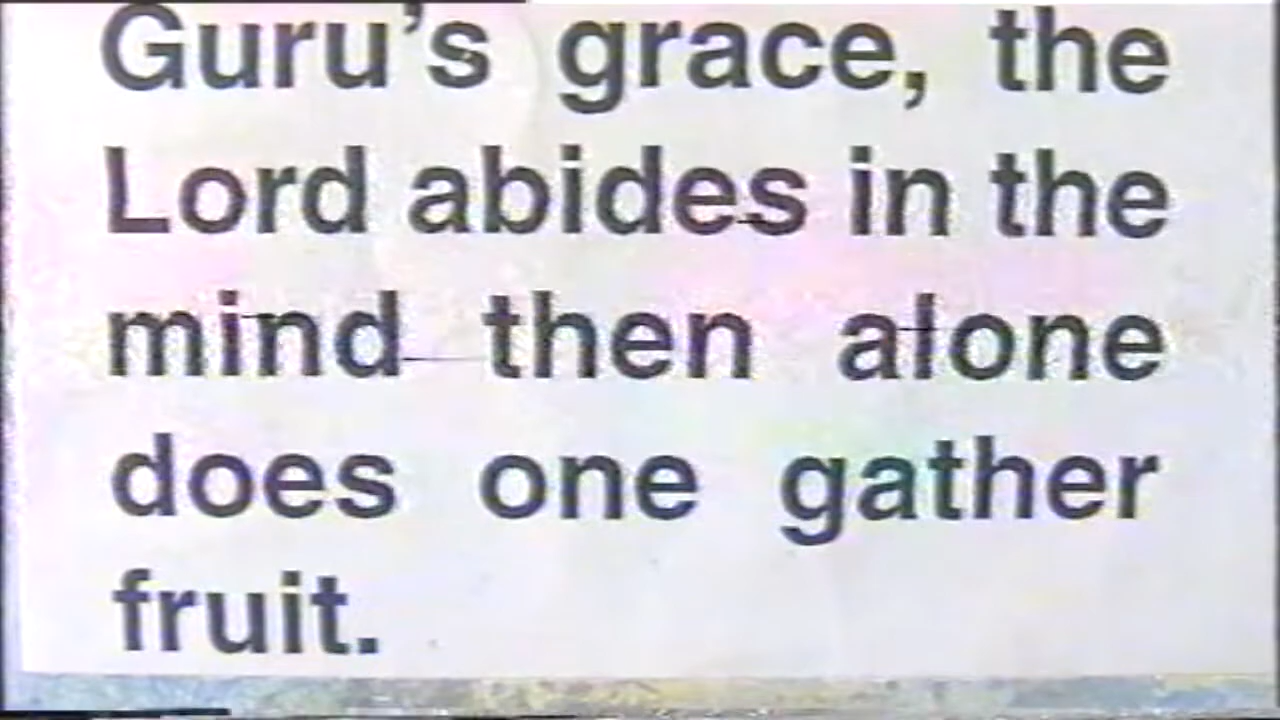 Guru's grace, the
Lord abides in the
mind then alone
does one gather
fruit.